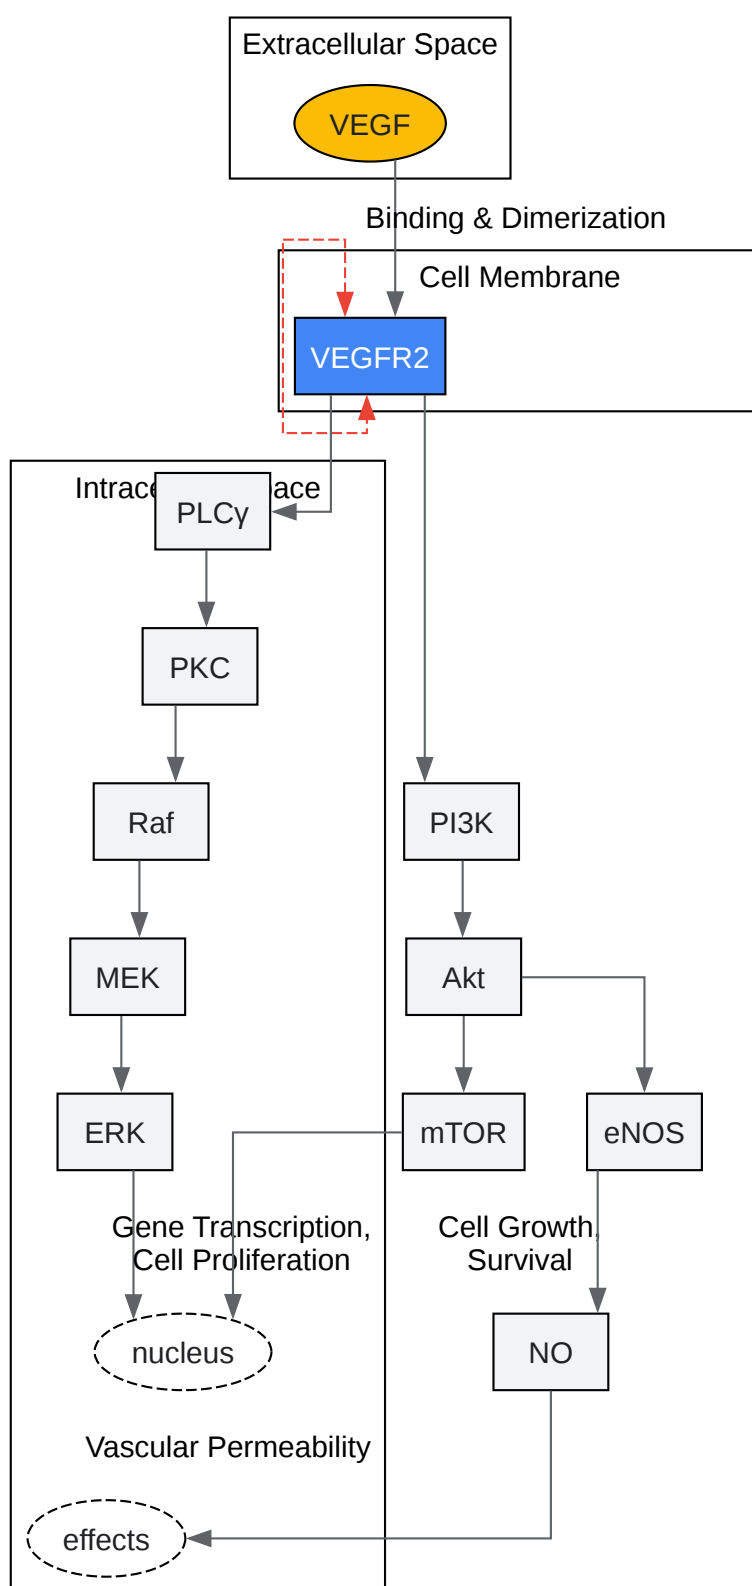 Extracellular Space
VEGF
Binding & Dimerization
Cell Membrane
VEGFR2
PLCγ
PKC
Raf
PI3K
MEK
Akt
ERK
mTOR
eNOS
Gene Transcription,
Cell Proliferation
Cell Growth,
Survival
nucleus
NO
Vascular Permeability
effects